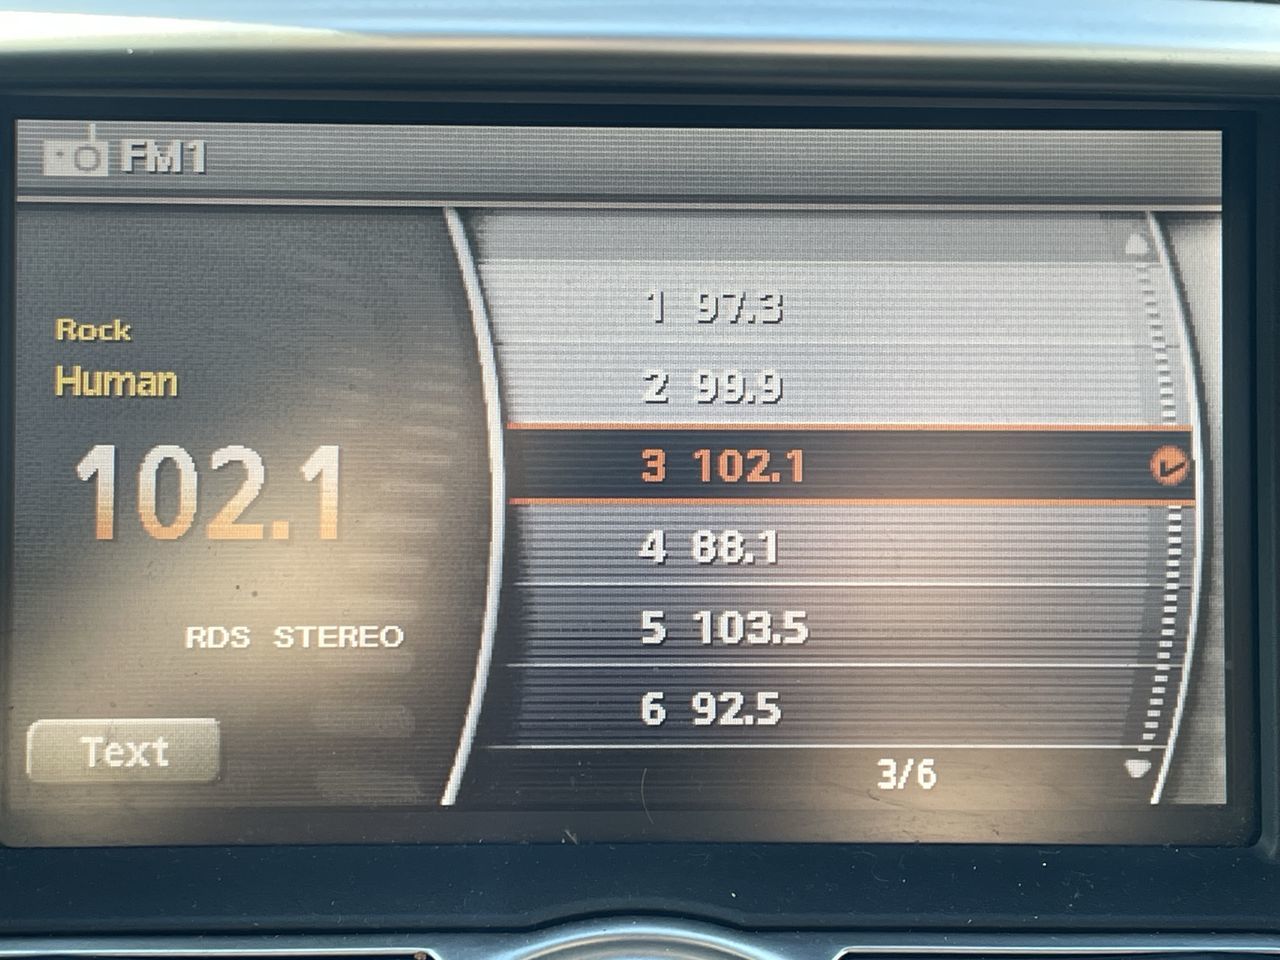 FM1
Rock
Human
102.1
RDS STEREO
Text
1 97.3
2 99.9
3 102.1
4 88.1
5 103.5
6 92.5
3/6